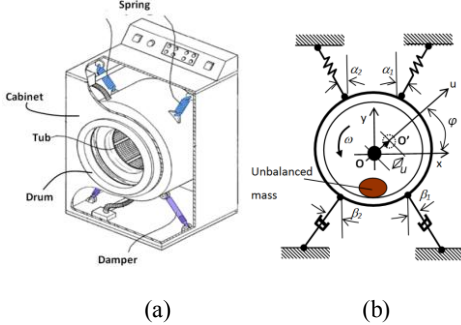 Spring
Cabinet
Tub
Drum
Damper
(a)
α₂
α₁
u
y
φ
ω
O'
O
x
u
Unbalanced
mass
β₂
β₁
(b)